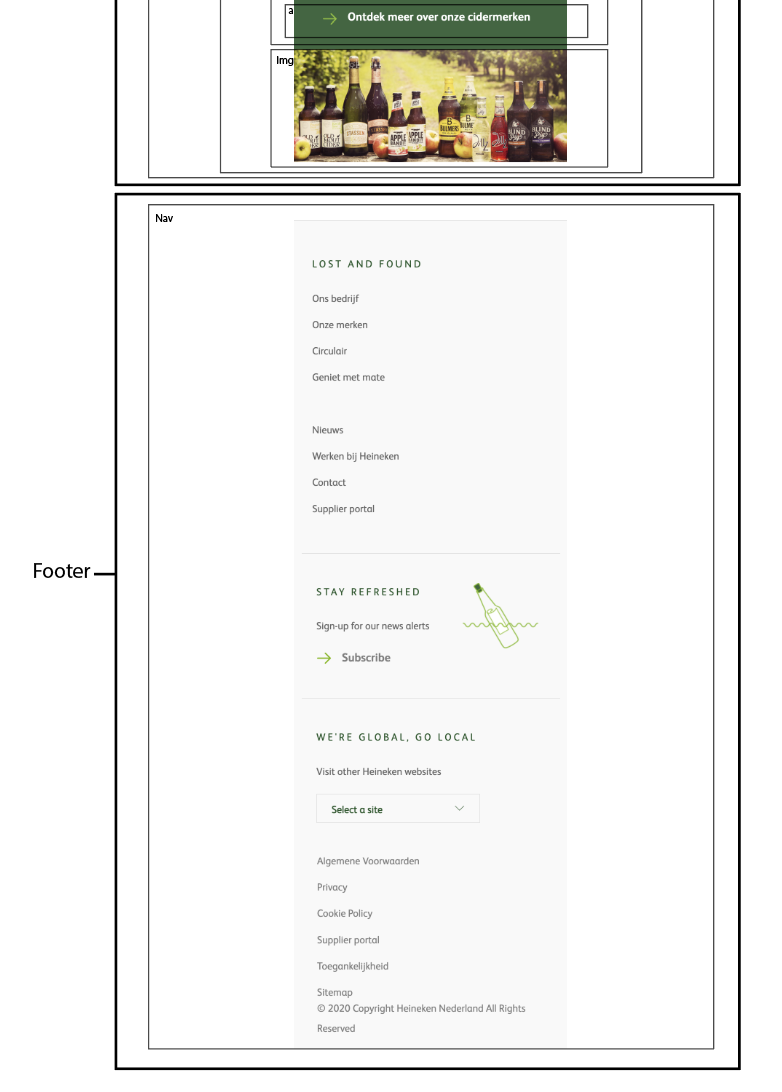 a
Ontdek meer over onze cidermerken
Img
BULMERS
Nav
LOST AND FOUND
Ons bedrijf
Onze merken
Circulair
Geniet met mate
Nieuws
Werken bij Heineken
Contact
Supplier portal
Footer
STAY REFRESHED
Sign-up for our news alerts
Subscribe
WE'RE GLOBAL, GO LOCAL
Visit other Heineken websites
Select a site
Algemene Voorwaarden
Privacy
Cookie Policy
Supplier portal
Toegankelijkheid
Sitemap
© 2020 Copyright Heineken Nederland All Rights
Reserved